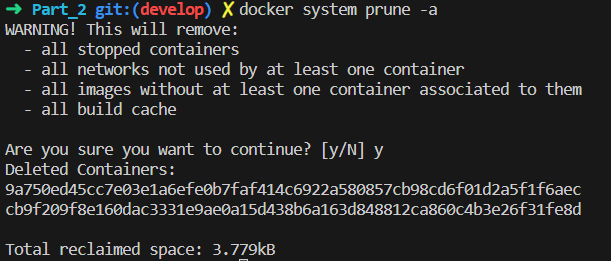 ➜ Part_2 git:(develop) ✗ docker system prune -a
WARNING! This will remove:
  - all stopped containers
  - all networks not used by at least one container
  - all images without at least one container associated to them
  - all build cache

Are you sure you want to continue? [y/N] y
Deleted Containers:
9a750ed45cc7e03e1a6efe0b7faf414c6922a580857cb98cd6f01d2a5f1f6aec
cb9f209f8e160dac3331e9ae0a15d438b6a163d848812ca860c4b3e26f31fe8d

Total reclaimed space: 3.779kB